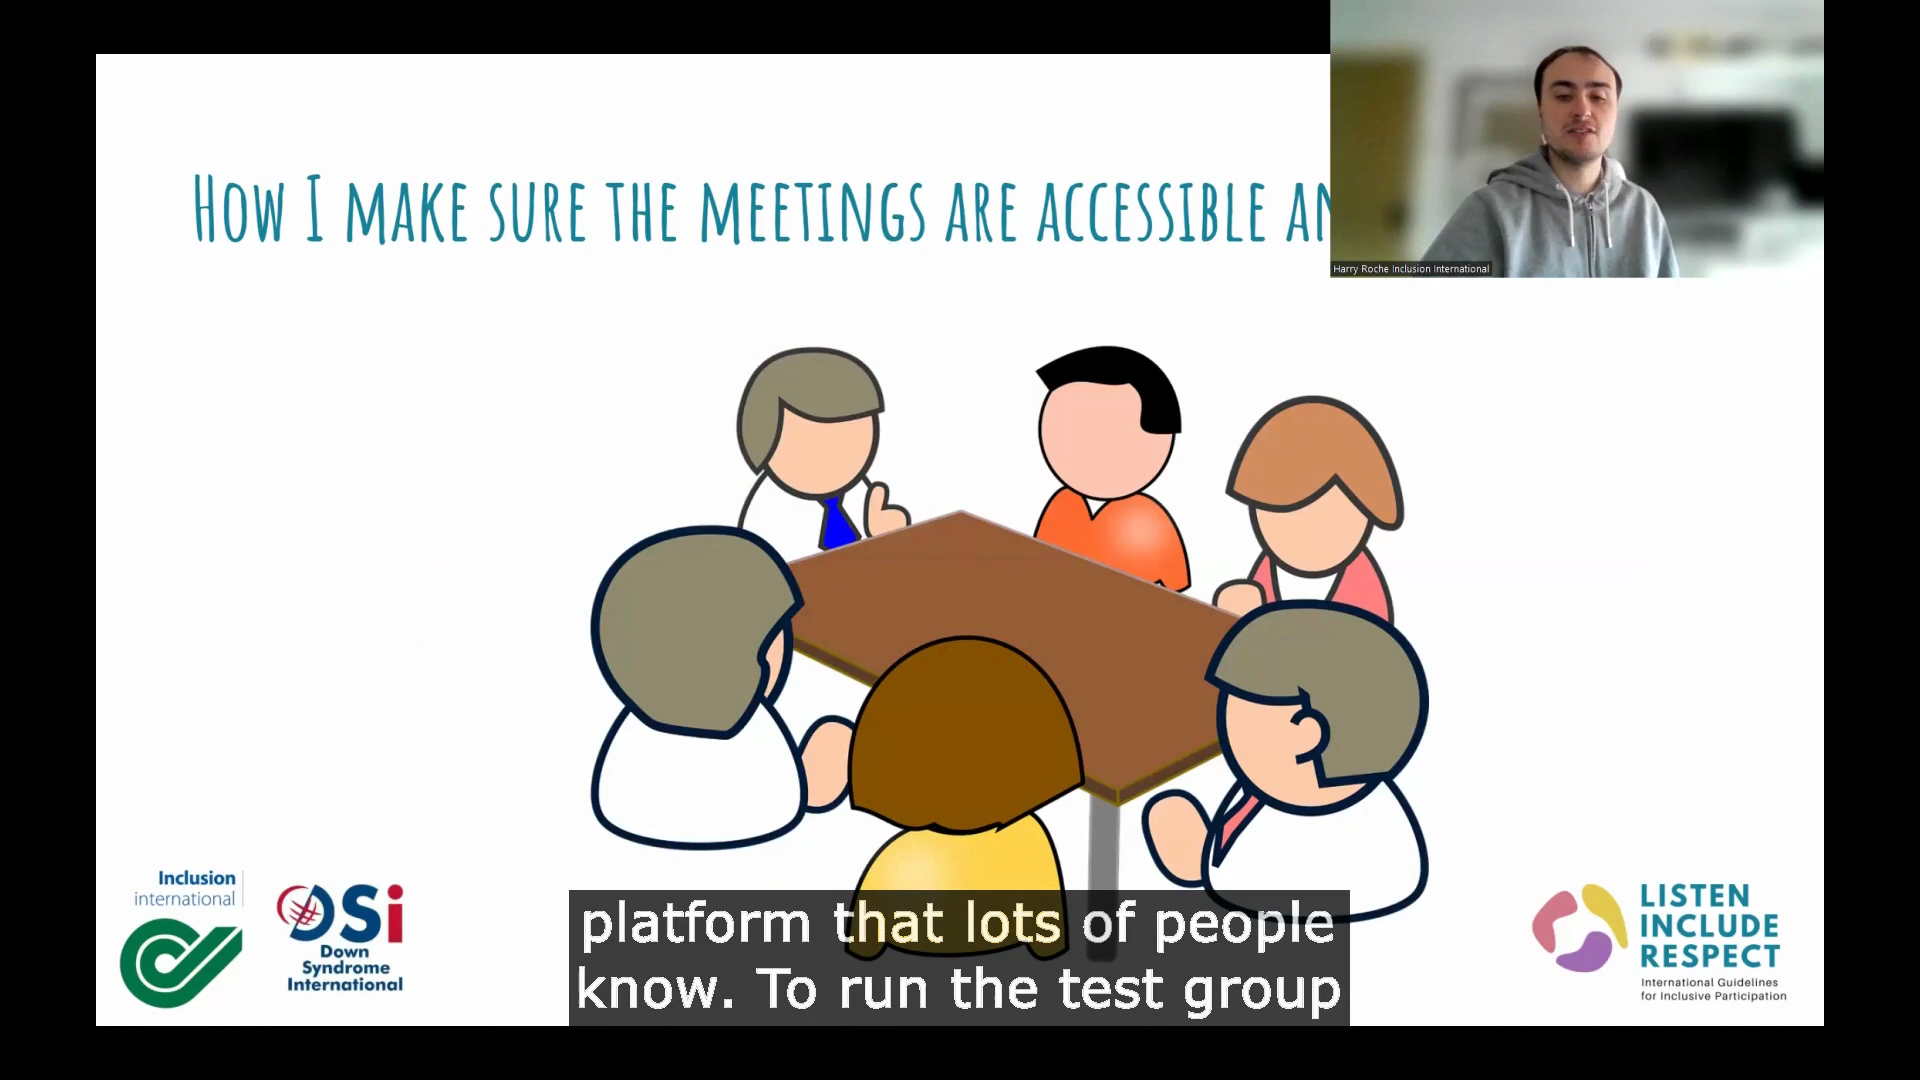 HOW I MAKE SURE THE MEETINGS ARE ACCESSIBLE AN
Harry Roche Inclusion International
Inclusion
international
DSi
Down
Syndrome
International
platform that lots of people
know. To run the test group
LISTEN
INCLUDE
RESPECT
International Guidelines
for Inclusive Participation